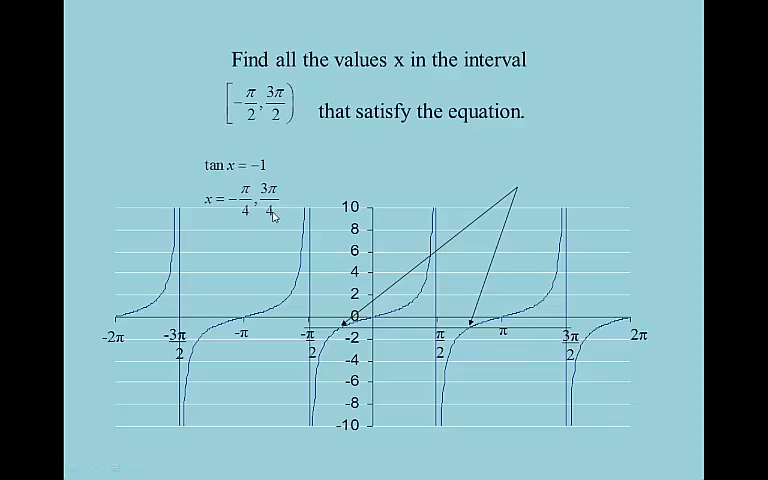 Find all the values x in the interval
[-π/2, 3π/2) that satisfy the equation.
tan x = -1
x = -π/4, 3π/4
10
8
6
4
2
0
-2π -3π/2 -π -π/2 π/2 π 3π/2 2π
-2
-4
-6
-8
-10